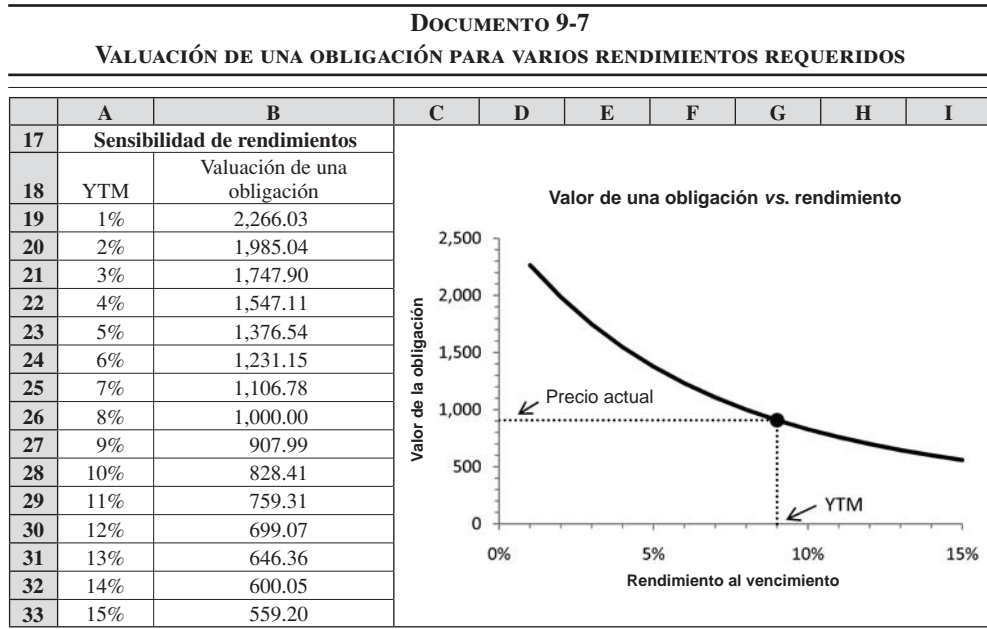 DOCUMENTO 9-7
VALUACIÓN DE UNA OBLIGACIÓN PARA VARIOS RENDIMIENTOS REQUERIDOS
A B C D E F G H I
17 Sensibilidad de rendimientos
18 YTM Valuación de una obligación
19 1% 2,266.03
20 2% 1,985.04
21 3% 1,747.90
22 4% 1,547.11
23 5% 1,376.54
24 6% 1,231.15
25 7% 1,106.78
26 8% 1,000.00
27 9% 907.99
28 10% 828.41
29 11% 759.31
30 12% 699.07
31 13% 646.36
32 14% 600.05
33 15% 559.20
Valor de una obligación vs. rendimiento
Valor de la obligación
2,500
2,000
1,500
1,000
500
0
Precio actual
YTM
0% 5% 10% 15%
Rendimiento al vencimiento